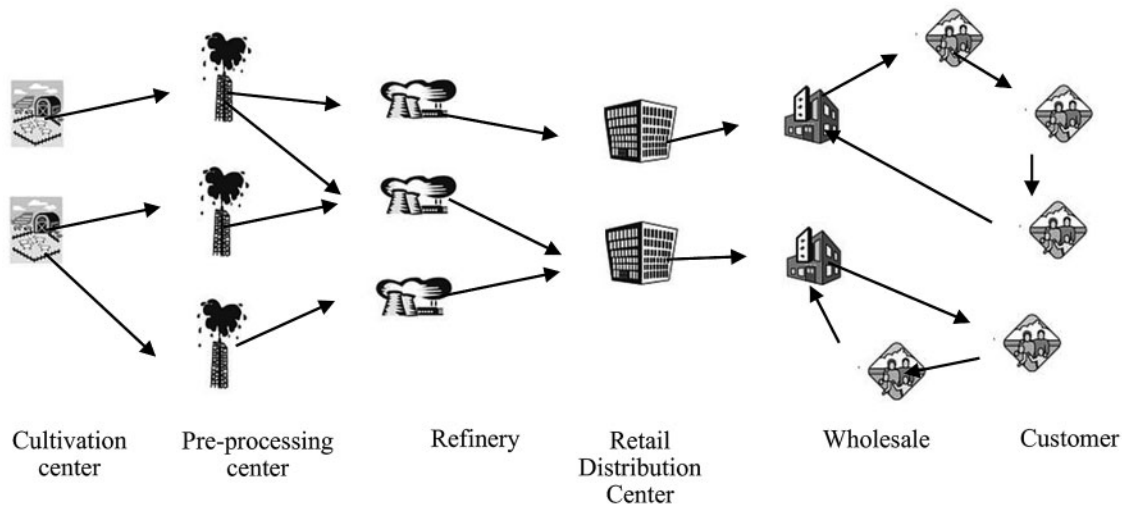 Cultivation
center
Pre-processing
center
Refinery
Retail
Distribution
Center
Wholesale
Customer